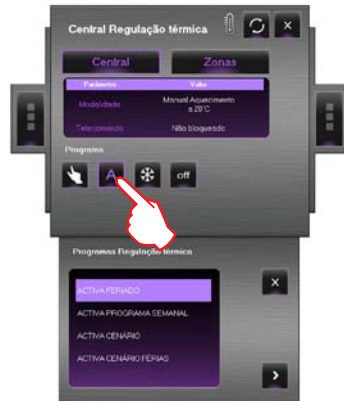 Central Regulação térmica
Central Zonas
Parâmetros Valor
Modalidade Manual Aquecimento a 28°C
Telecomando Não bloqueado
Programa
A off
Programas Regulação térmica
ACTIVA FERIADO
ACTIVA PROGRAMA SEMANAL
ACTIVA CENÁRIO
ACTIVA CENÁRIO FÉRIAS